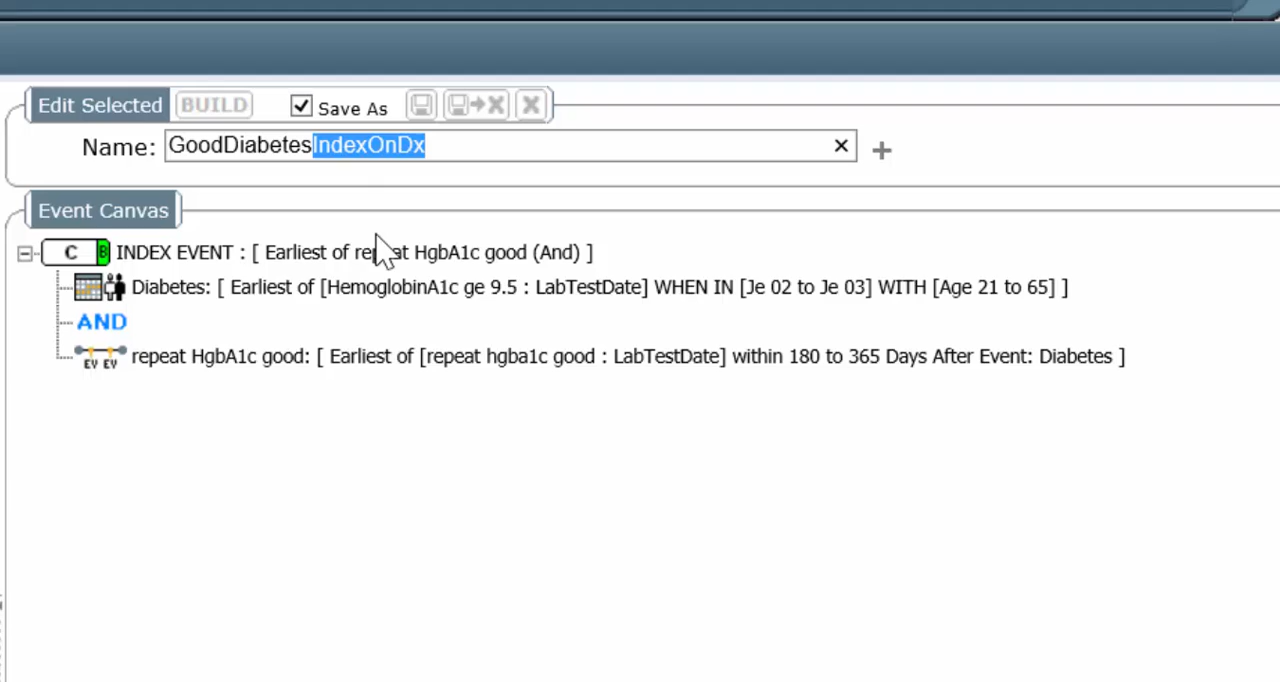 Edit Selected BUILD Save As
Name: GoodDiabetesIndexOnDx
Event Canvas
C B INDEX EVENT : [ Earliest of repeat HgbA1c good (And) ]
Diabetes: [ Earliest of [HemoglobinA1c ge 9.5 : LabTestDate] WHEN IN [Je 02 to Je 03] WITH [Age 21 to 65] ]
AND
EV EV repeat HgbA1c good: [ Earliest of [repeat hgba1c good : LabTestDate] within 180 to 365 Days After Event: Diabetes ]